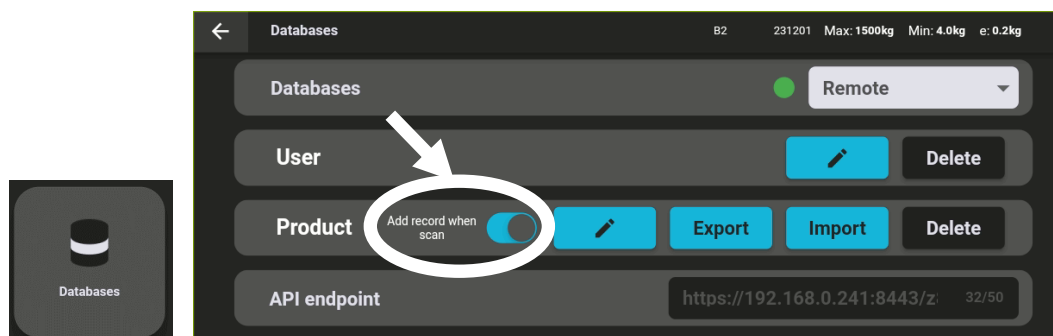 Databases
Databases B2 231201 Max: 1500kg Min: 4.0kg e: 0.2kg
Databases Remote
User Delete
Product Add record when scan Export Import Delete
API endpoint https://192.168.0.241:8443/z 32/50